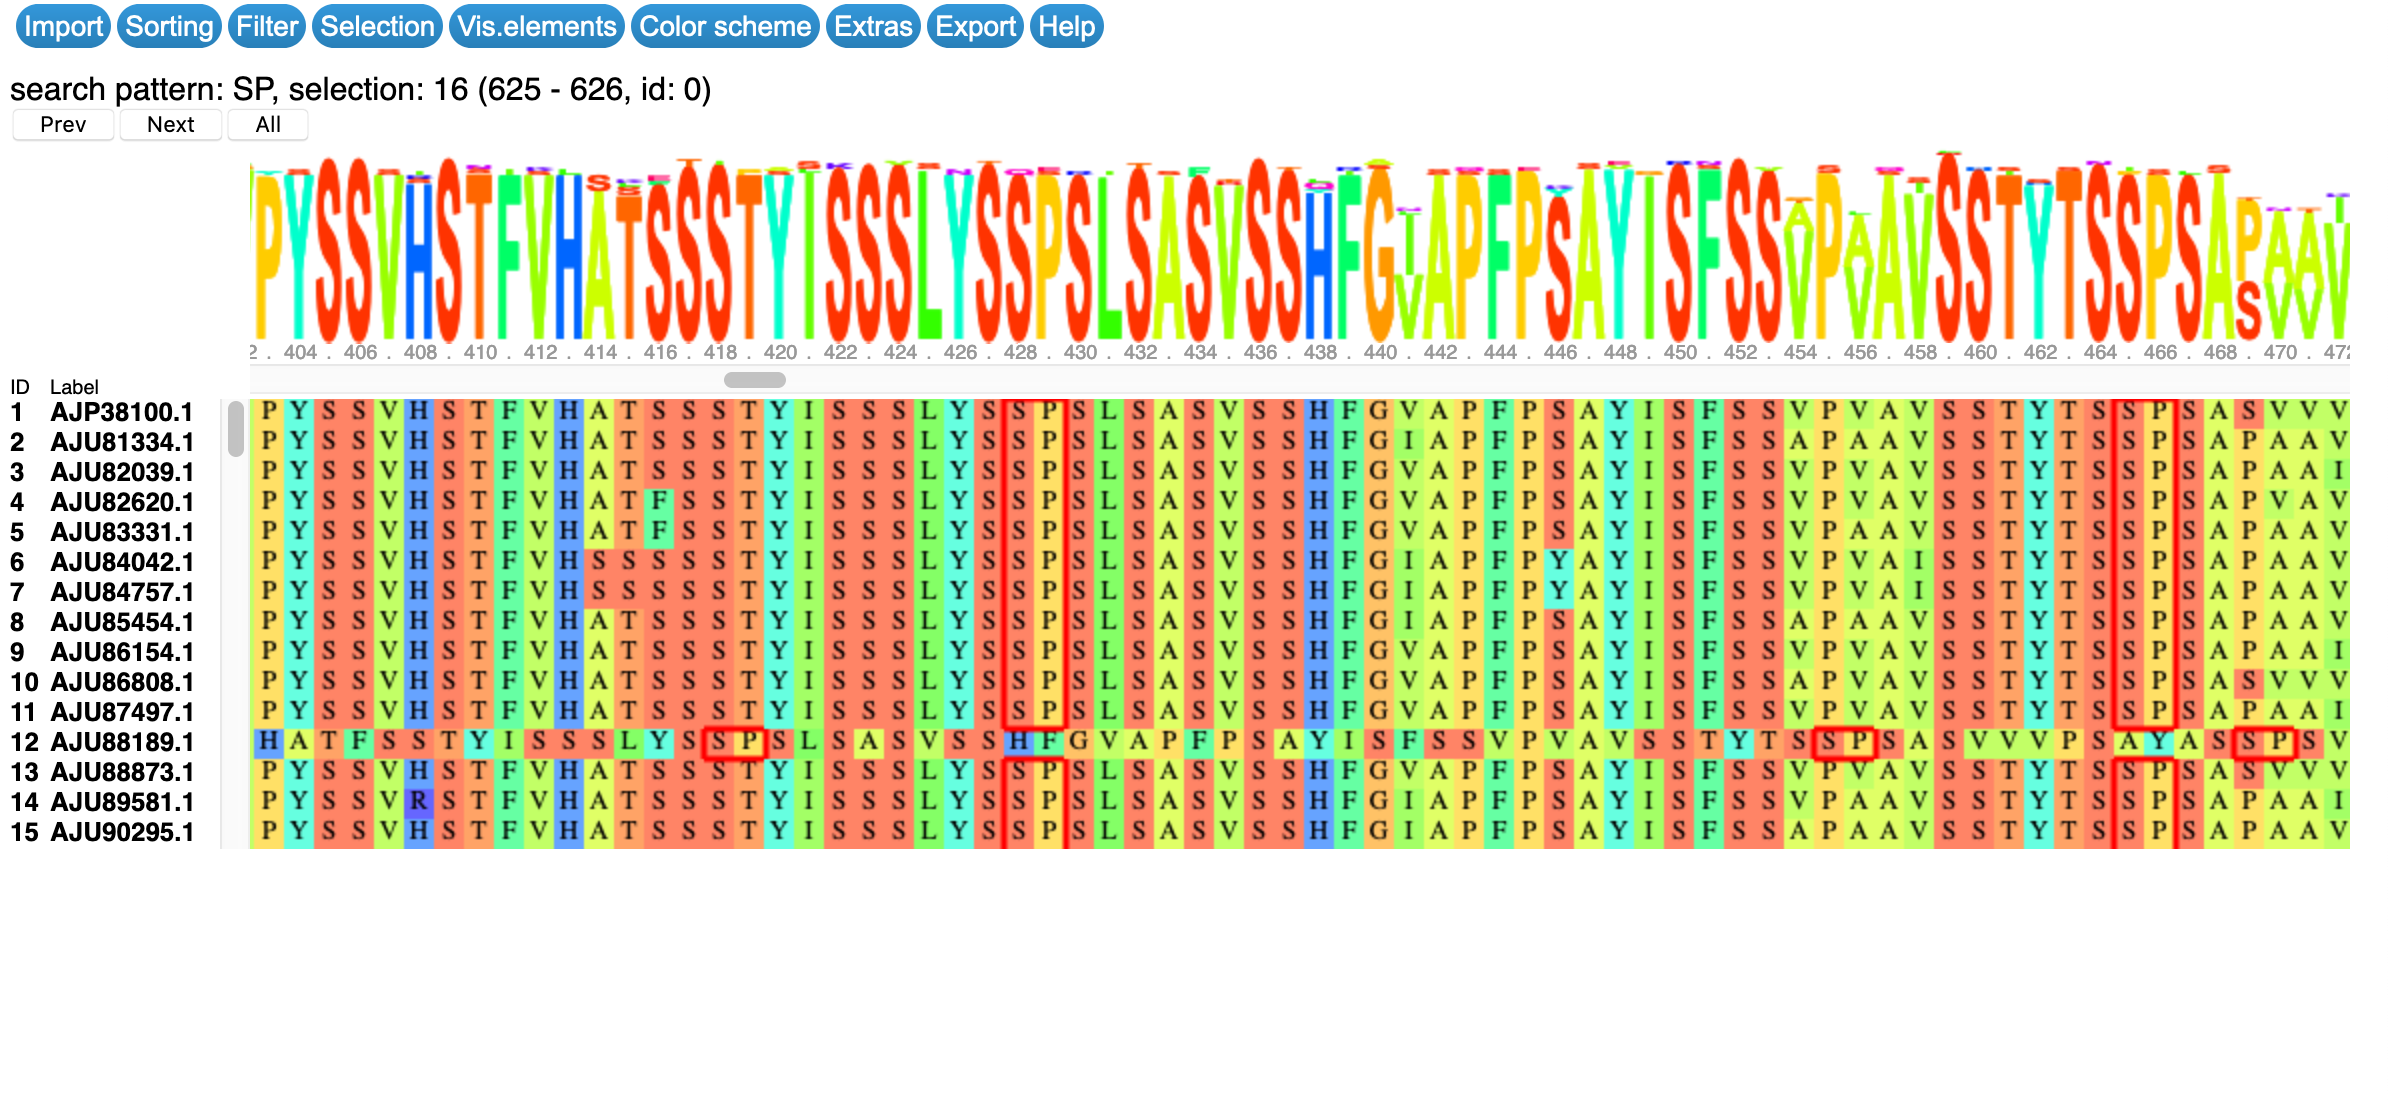 Import Sorting Filter Selection Vis.elements Color scheme Extras Export Help
search pattern: SP, selection: 16 (625 - 626, id: 0)
Prev Next All
P Y S S V H S T F V H A T S S S T Y I S S S L Y S S P S L S A S V S S H F G V A P F P S A Y I S F S S V P V A V S S T Y T S S P S A S V V V
2 . 404 . 406 . 408 . 410 . 412 . 414 . 416 . 418 . 420 . 422 . 424 . 426 . 428 . 430 . 432 . 434 . 436 . 438 . 440 . 442 . 444 . 446 . 448 . 450 . 452 . 454 . 456 . 458 . 460 . 462 . 464 . 466 . 468 . 470 . 472
ID Label
1 AJP38100.1 P Y S S V H S T F V H A T S S S T Y I S S S L Y S S P S L S A S V S S H F G V A P F P S A Y I S F S S V P V A V S S T Y T S S P S A S V V V
2 AJU81334.1 P Y S S V H S T F V H A T S S S T Y I S S S L Y S S P S L S A S V S S H F G I A P F P S A Y I S F S S A P A A V S S T Y T S S P S A P A A V
3 AJU82039.1 P Y S S V H S T F V H A T S S S T Y I S S S L Y S S P S L S A S V S S H F G V A P F P S A Y I S F S S V P V A V S S T Y T S S P S A P A A I
4 AJU82620.1 P Y S S V H S T F V H A T F S S T Y I S S S L Y S S P S L S A S V S S H F G V A P F P S A Y I S F S S V P V A V S S T Y T S S P S A P V A V
5 AJU83331.1 P Y S S V H S T F V H A T F S S T Y I S S S L Y S S P S L S A S V S S H F G V A P F P S A Y I S F S S V P A A V S S T Y T S S P S A P A A V
6 AJU84042.1 P Y S S V H S T F V H S S S S S T Y I S S S L Y S S P S L S A S V S S H F G I A P F P Y A Y I S F S S V P V A I S S T Y T S S P S A P A A V
7 AJU84757.1 P Y S S V H S T F V H S S S S S T Y I S S S L Y S S P S L S A S V S S H F G I A P F P Y A Y I S F S S V P V A I S S T Y T S S P S A P A A V
8 AJU85454.1 P Y S S V H S T F V H A T S S S T Y I S S S L Y S S P S L S A S V S S H F G I A P F P S A Y I S F S S A P A A V S S T Y T S S P S A P A A V
9 AJU86154.1 P Y S S V H S T F V H A T S S S T Y I S S S L Y S S P S L S A S V S S H F G V A P F P S A Y I S F S S V P V A V S S T Y T S S P S A P A A I
10 AJU86808.1 P Y S S V H S T F V H A T S S S T Y I S S S L Y S S P S L S A S V S S H F G V A P F P S A Y I S F S S A P V A V S S T Y T S S P S A S V V V
11 AJU87497.1 P Y S S V H S T F V H A T S S S T Y I S S S L Y S S P S L S A S V S S H F G V A P F P S A Y I S F S S V P V A V S S T Y T S S P S A P A A I
12 AJU88189.1 H A T F S S T Y I S S S L Y S S P S L S A S V S S H F G V A P F P S A Y I S F S S V P V A V S S T Y T S S P S A S V V V P S A Y A S S P S V
13 AJU88873.1 P Y S S V H S T F V H A T S S S T Y I S S S L Y S S P S L S A S V S S H F G V A P F P S A Y I S F S S V P V A V S S T Y T S S P S A S V V V
14 AJU89581.1 P Y S S V R S T F V H A T S S S T Y I S S S L Y S S P S L S A S V S S H F G I A P F P S A Y I S F S S V P A A V S S T Y T S S P S A P A A I
15 AJU90295.1 P Y S S V H S T F V H A T S S S T Y I S S S L Y S S P S L S A S V S S H F G I A P F P S A Y I S F S S A P A A V S S T Y T S S P S A P A A V